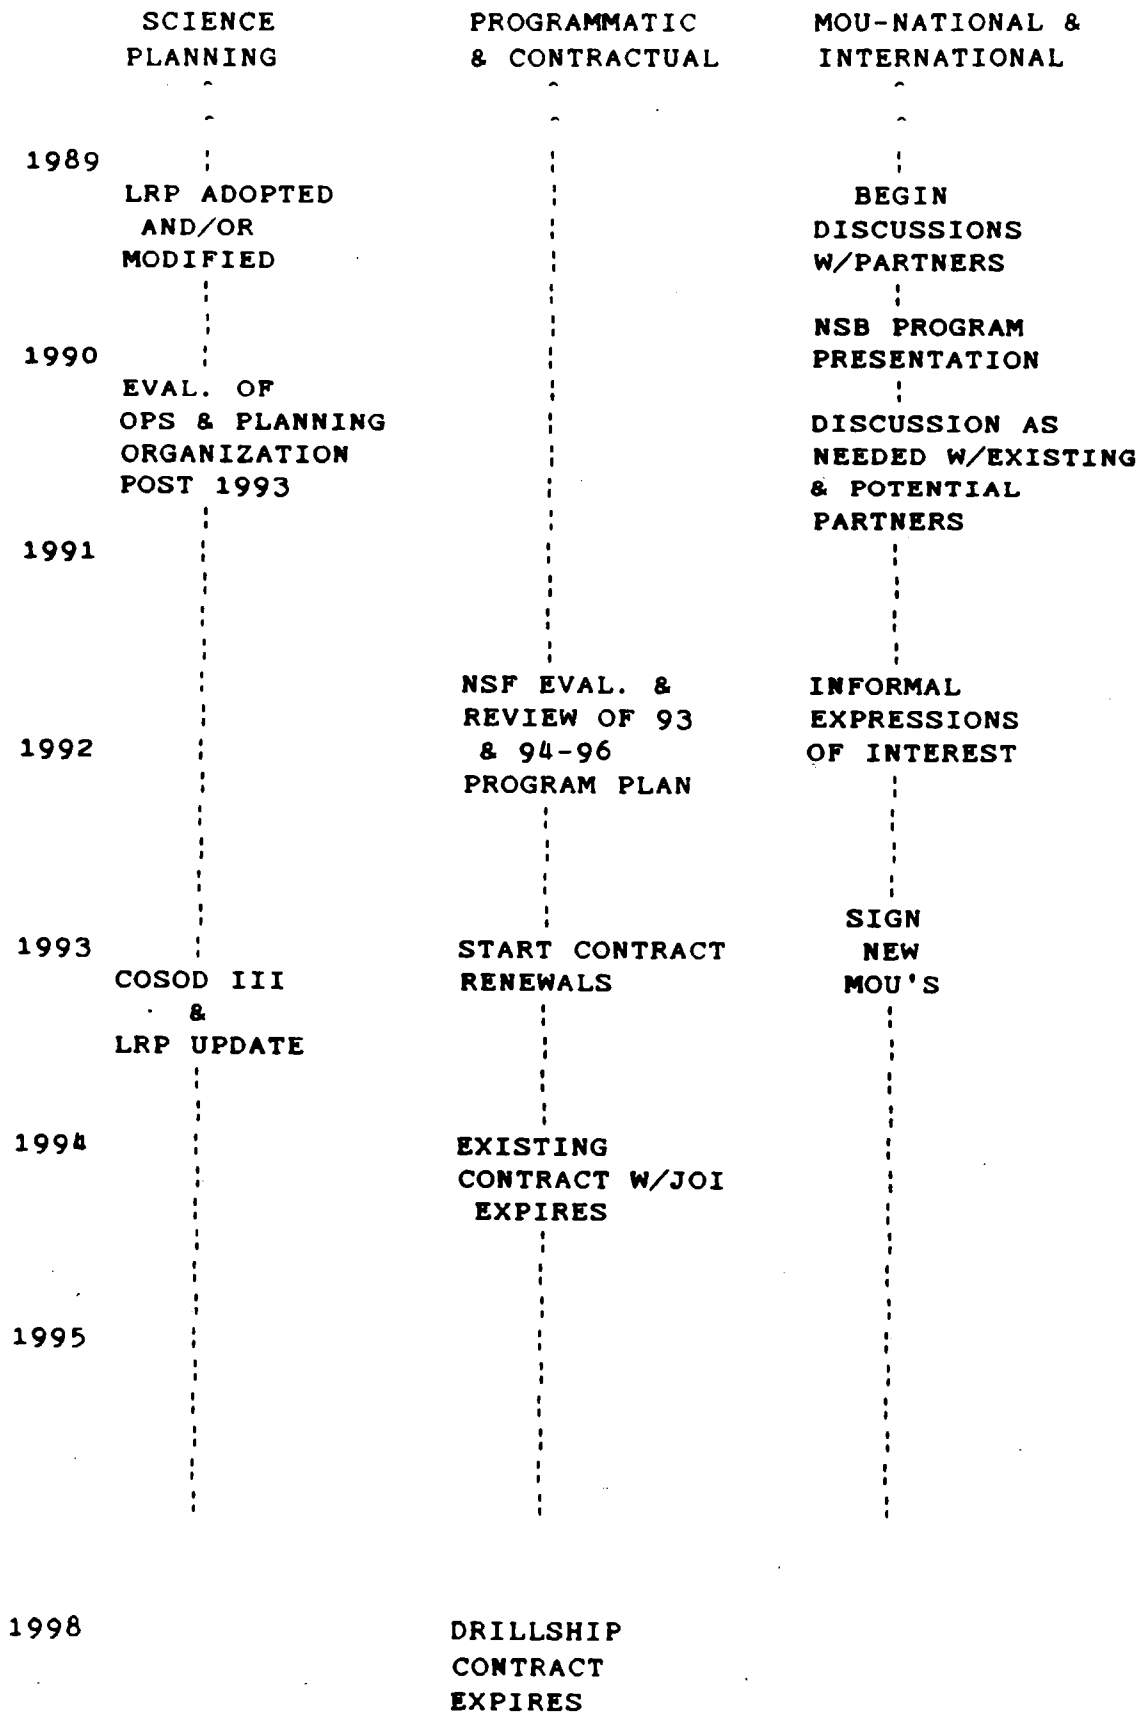 SCIENCE PROGRAMMATIC MOU-NATIONAL &
PLANNING & CONTRACTUAL INTERNATIONAL
1989
LRP ADOPTED BEGIN
AND/OR DISCUSSIONS
MODIFIED W/PARTNERS
NSB PROGRAM
1990 PRESENTATION
EVAL. OF
OPS & PLANNING DISCUSSION AS
ORGANIZATION NEEDED W/EXISTING
POST 1993 & POTENTIAL
PARTNERS
1991
NSF EVAL. & INFORMAL
REVIEW OF 93 EXPRESSIONS
1992 & 94-96 OF INTEREST
PROGRAM PLAN
SIGN
1993 START CONTRACT NEW
COSOD III RENEWALS MOU'S
&
LRP UPDATE
1994 EXISTING
CONTRACT W/JOI
EXPIRES
1995
1998 DRILLSHIP
CONTRACT
EXPIRES